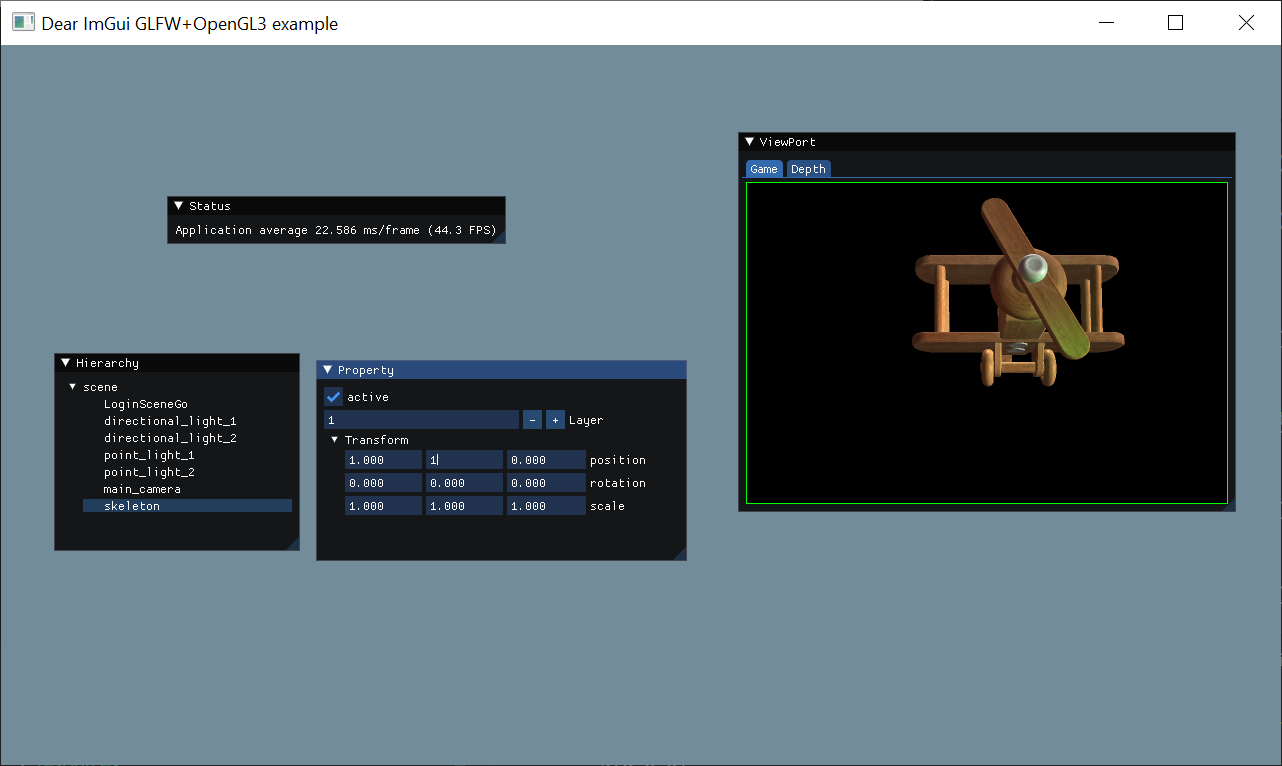 Dear ImGui GLFW+OpenGL3 example
Status
Application average 22.586 ms/frame (44.3 FPS)
Hierarchy
scene
LoginSceneGo
directional_light_1
directional_light_2
point_light_1
point_light_2
main_camera
skeleton
Property
active
1 - + Layer
Transform
1.000 1 0.000 position
0.000 0.000 0.000 rotation
1.000 1.000 1.000 scale
ViewPort
Game Depth